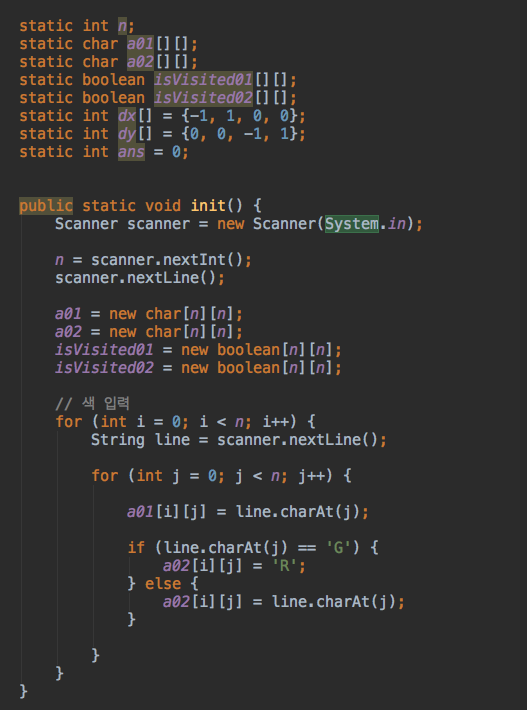 static int n;
static char a01[][];
static char a02[][];
static boolean isVisited01[][];
static boolean isVisited02[][];
static int dx[] = {-1, 1, 0, 0};
static int dy[] = {0, 0, -1, 1};
static int ans = 0;
public static void init() {
Scanner scanner = new Scanner(System.in);
n = scanner.nextInt();
scanner.nextLine();
a01 = new char[n][n];
a02 = new char[n][n];
isVisited01 = new boolean[n][n];
isVisited02 = new boolean[n][n];
// 색 입력
for (int i = 0; i < n; i++) {
String line = scanner.nextLine();
for (int j = 0; j < n; j++) {
a01[i][j] = line.charAt(j);
if (line.charAt(j) == 'G') {
a02[i][j] = 'R';
} else {
a02[i][j] = line.charAt(j);
}
}
}
}